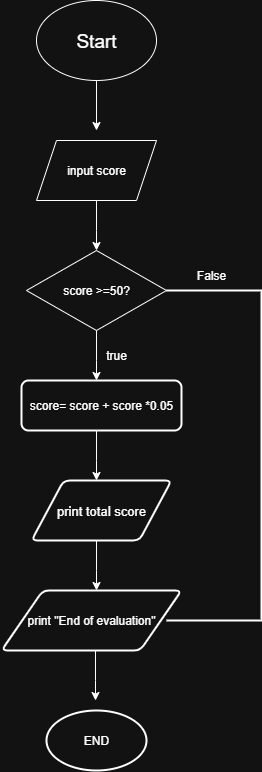 Start
input score
score >=50?
False
true
score= score + score *0.05
print total score
print "End of evaluation"
END